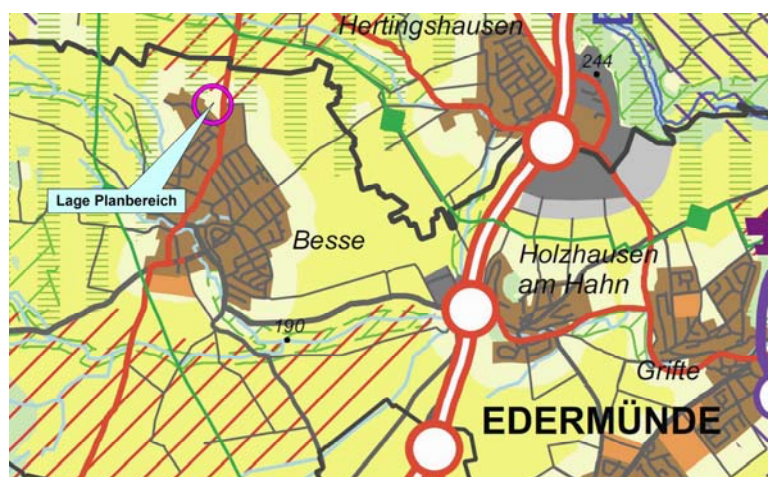 Hertingshausen
244
Lage Planbereich
Besse
Holzhausen
am Hahn
190
Grifte
EDERMÜNDE